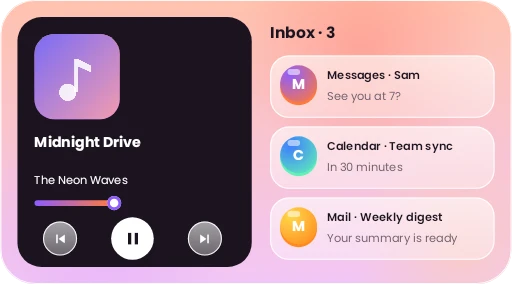 Midnight Drive
The Neon Waves
Inbox · 3
M
Messages · Sam
See you at 7?
C
Calendar · Team sync
In 30 minutes
M
Mail · Weekly digest
Your summary is ready